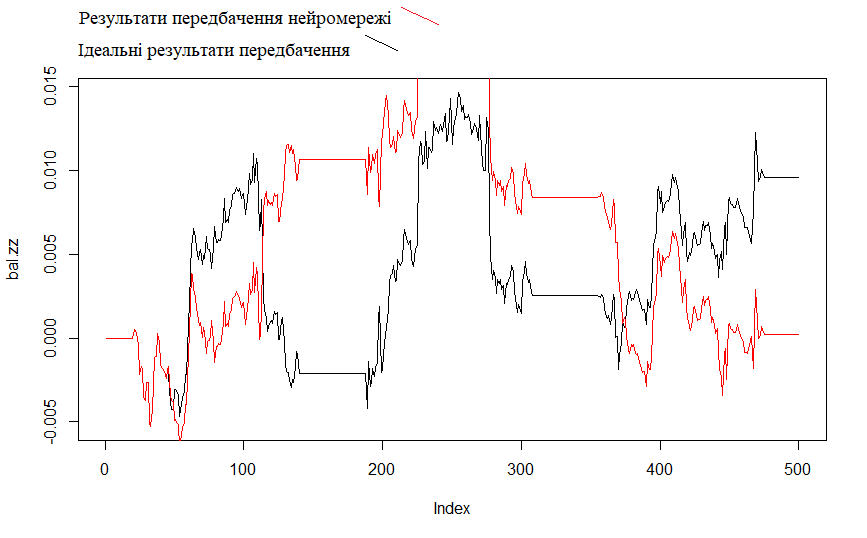 Результати передбачення нейромережі
Ідеальні результати передбачення
0.015
0.010
0.005
0.000
-0.005
bal.zz
0 100 200 300 400 500
Index